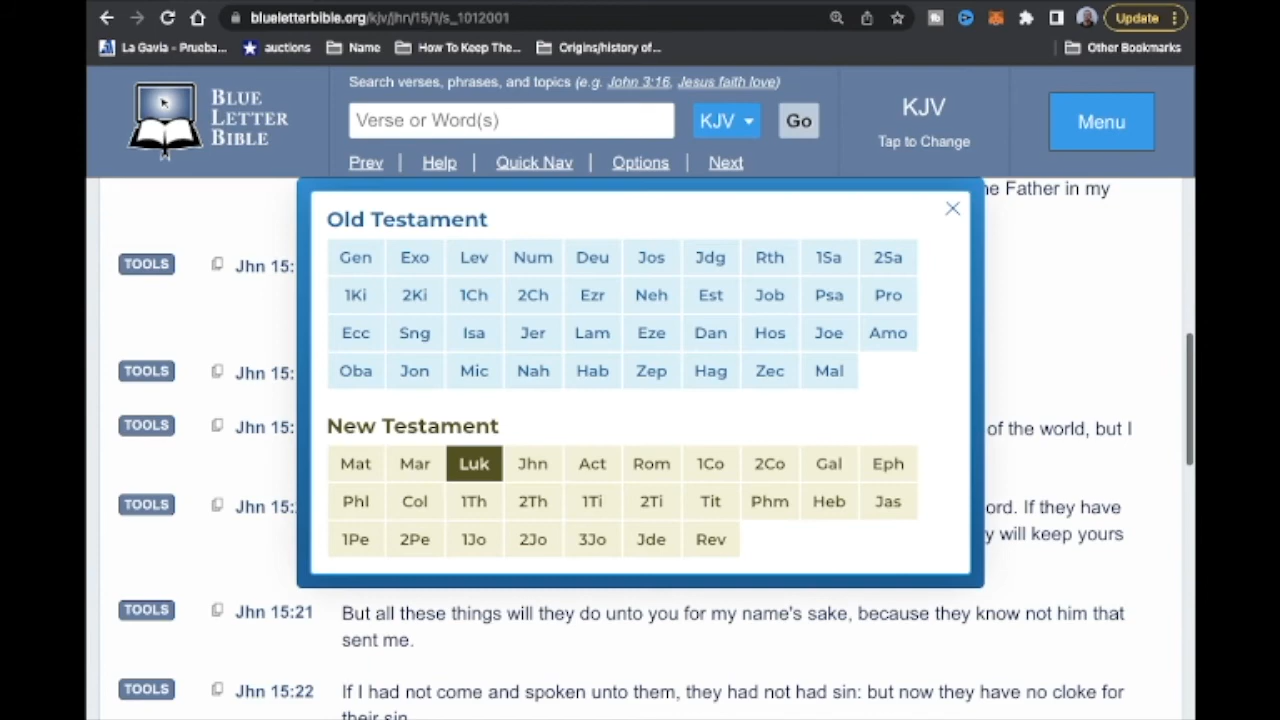 blueletterbible.org/kjv/jhn/15/1/s_1012001
Update
La Gavia - Prueba...
auctions
Name
How To Keep The...
Origins/history of...
Other Bookmarks
BLUE
LETTER
BIBLE
Search verses, phrases, and topics (e.g. John 3:16, Jesus faith love)
Verse or Word(s)
KJV
Go
Prev | Help | Quick Nav | Options | Next
KJV
Tap to Change
Menu
he Father in my
Old Testament
Gen Exo Lev Num Deu Jos Jdg Rth 1Sa 2Sa
1Ki 2Ki 1Ch 2Ch Ezr Neh Est Job Psa Pro
Ecc Sng Isa Jer Lam Eze Dan Hos Joe Amo
Oba Jon Mic Nah Hab Zep Hag Zec Mal
New Testament
Mat Mar Luk Jhn Act Rom 1Co 2Co Gal Eph
Phl Col 1Th 2Th 1Ti 2Ti Tit Phm Heb Jas
1Pe 2Pe 1Jo 2Jo 3Jo Jde Rev
TOOLS Jhn 15:
TOOLS Jhn 15:
TOOLS Jhn 15: of the world, but I
TOOLS Jhn 15: ord. If they have
y will keep yours
TOOLS Jhn 15:21 But all these things will they do unto you for my name's sake, because they know not him that
sent me.
TOOLS Jhn 15:22 If I had not come and spoken unto them, they had not had sin: but now they have no cloke for
their sin